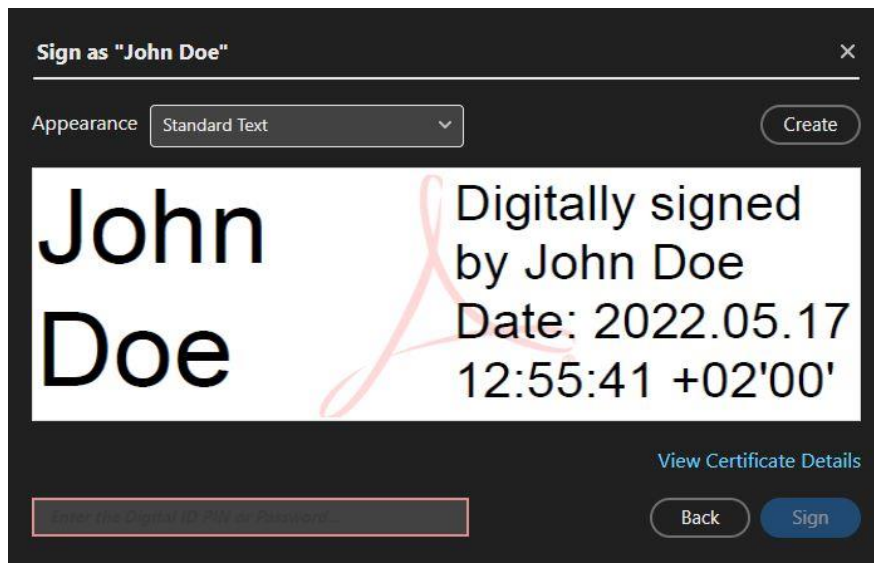 Sign as "John Doe"
Appearance
Standard Text
Create
John
Doe
Digitally signed
by John Doe
Date: 2022.05.17
12:55:41 +02'00'
View Certificate Details
Enter the Digital ID PIN or Password...
Back
Sign